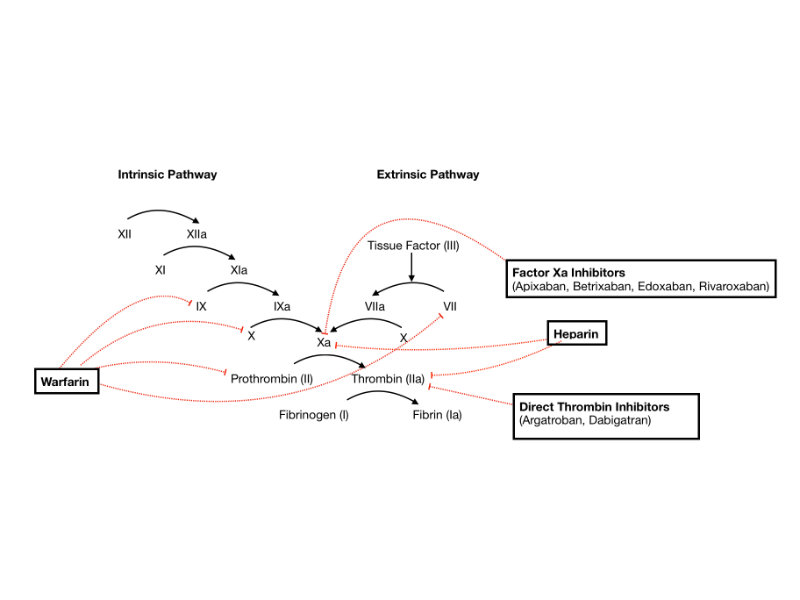 Intrinsic Pathway
Extrinsic Pathway
XII
XIIa
Tissue Factor (III)
XI
XIa
Factor Xa Inhibitors
(Apixaban, Betrixaban, Edoxaban, Rivaroxaban)
IX
IXa
VIIa
VII
X
Xa
X
Heparin
Warfarin
Prothrombin (II)
Thrombin (IIa)
Fibrinogen (I)
Fibrin (Ia)
Direct Thrombin Inhibitors
(Argatroban, Dabigatran)